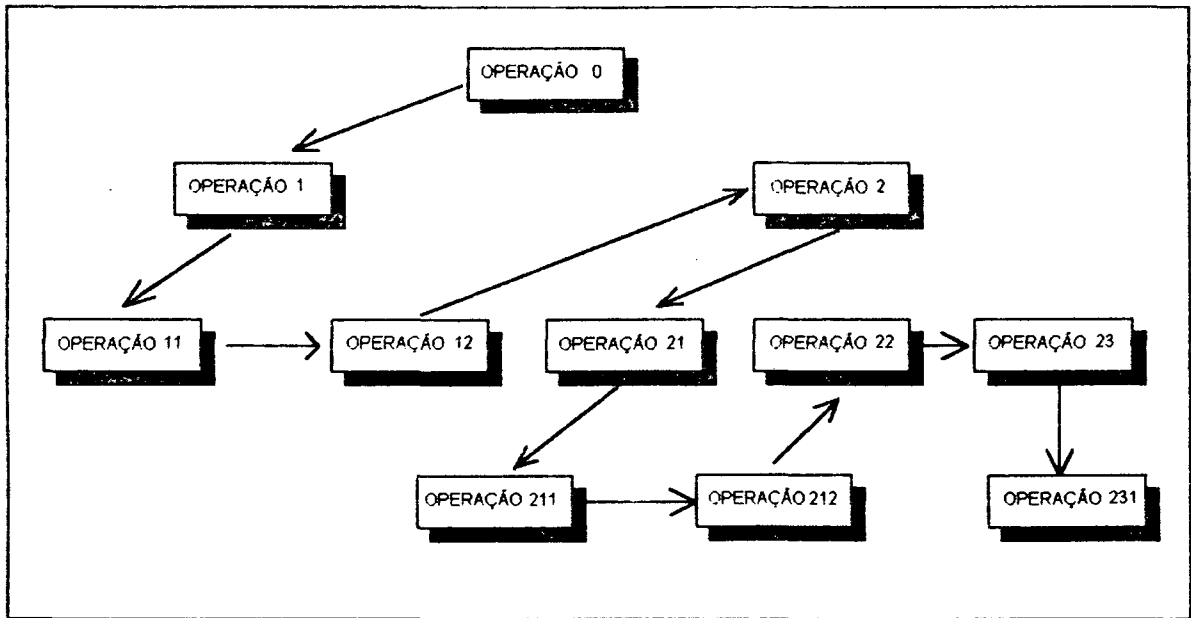 OPERAÇÃO 0
OPERAÇÃO 1
OPERAÇÃO 2
OPERAÇÃO 11
OPERAÇÃO 12
OPERAÇÃO 21
OPERAÇÃO 22
OPERAÇÃO 23
OPERAÇÃO 211
OPERAÇÃO 212
OPERAÇÃO 231